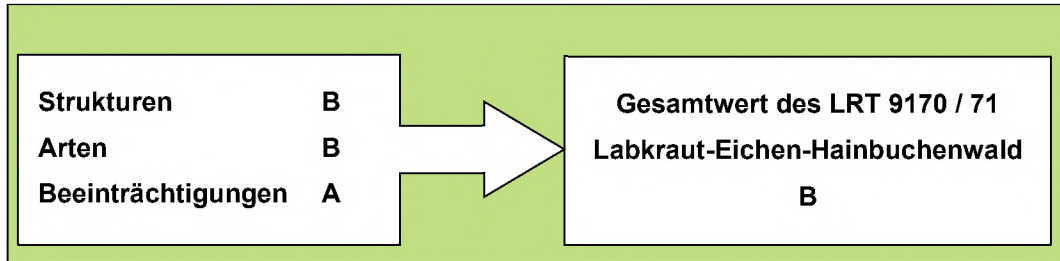 Strukturen B
Arten B
Beeinträchtigungen A
Gesamtwert des LRT 9170 / 71
Labkraut-Eichen-Hainbuchenwald
B